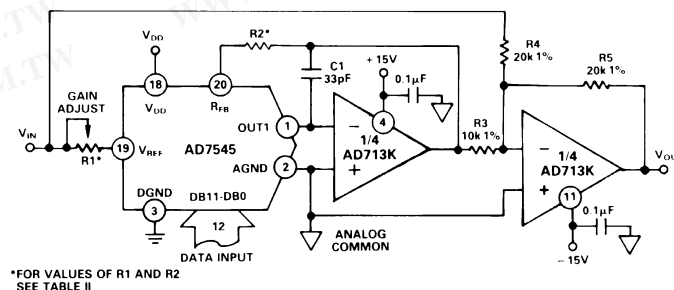 R2*
R4
20k 1%
R5
20k 1%
VDD
C1
33pF
+ 15V
0.1µF
GAIN
ADJUST
18
20
VDD
RFB
4
VIN
R1*
19
VREF
OUT1
1
–
1/4
AD713K
+
R3
10k 1%
–
1/4
AD713K
+
VOU
AD7545
AGND
2
11
DGND
DB11-DB0
3
12
0.1µF
DATA INPUT
ANALOG
COMMON
– 15V
*FOR VALUES OF R1 AND R2
SEE TABLE II